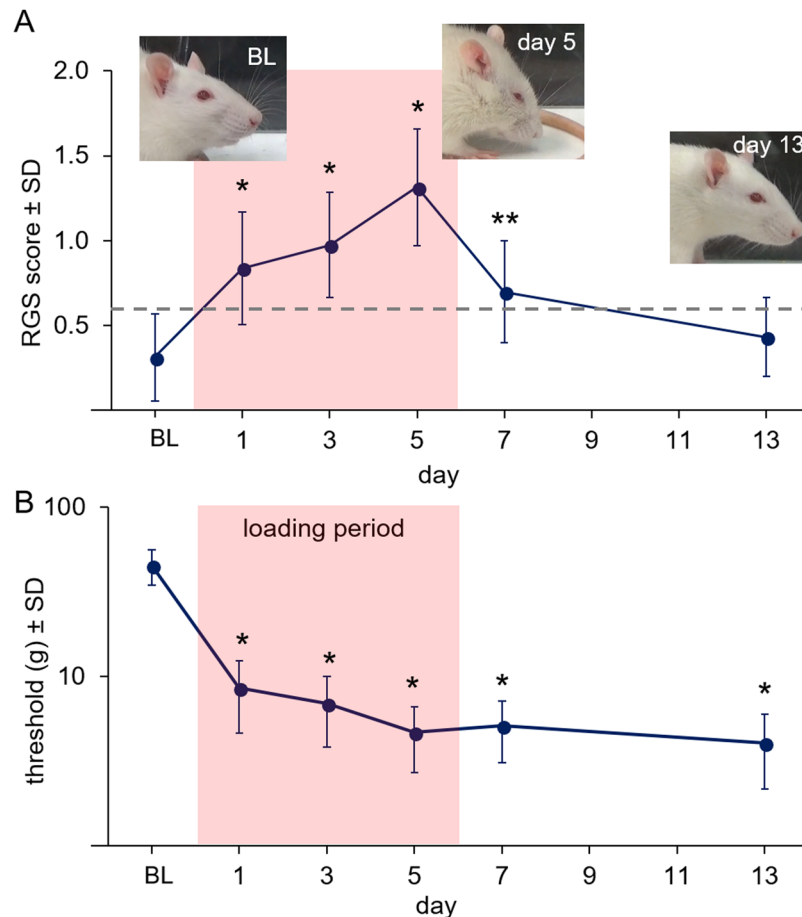 A
BL
day 5
day 13
2.0
1.5
1.0
0.5
RGS score ± SD
*
*
*
**
BL 1 3 5 7 9 11 13
day
B
100
10
threshold (g) ± SD
loading period
*
*
*
*
*
BL 1 3 5 7 9 11 13
day